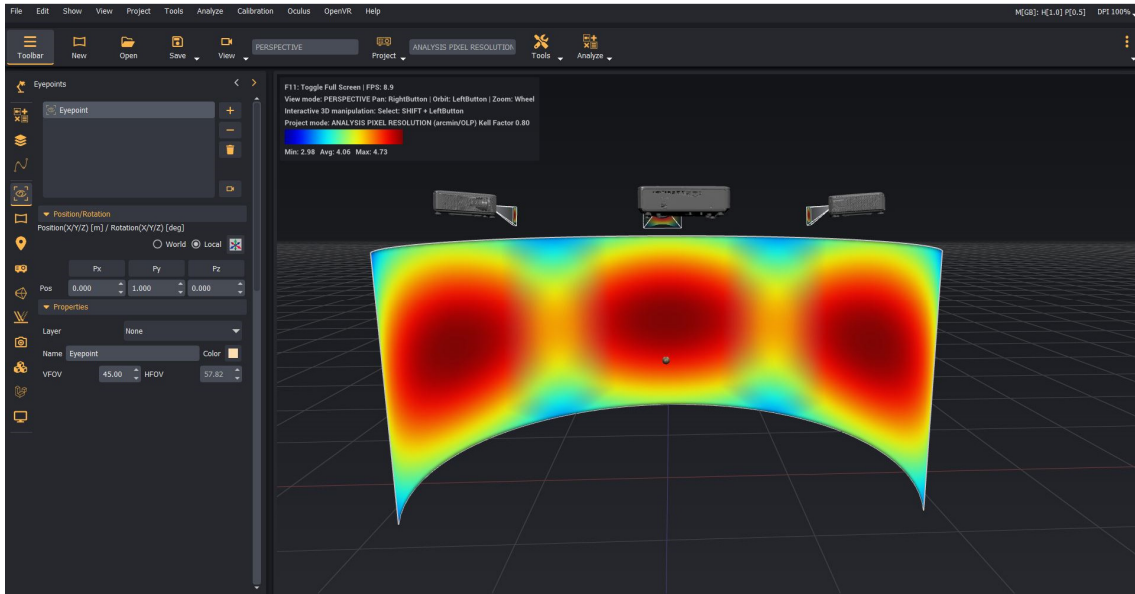 File Edit Show View Project Tools Analyze Calibration Oculus OpenVR Help M[GB]: H[1.0] P[0.5] DPI 100%
Toolbar New Open Save View PERSPECTIVE Project ANALYSIS PIXEL RESOLUTION Tools Analyze
Eyepoints
Eyepoint
Position/Rotation
Position(X/Y/Z) [m] / Rotation(X/Y/Z) [deg]
World Local
Px Py Pz
Pos 0.000 1.000 0.000
Properties
Layer None
Name Eyepoint Color
VFOV 45.00 HFOV 57.82
F11: Toggle Full Screen | FPS: 8.9
View mode: PERSPECTIVE Pan: RightButton | Orbit: LeftButton | Zoom: Wheel
Interactive 3D manipulation: Select: SHIFT + LeftButton
Project mode: ANALYSIS PIXEL RESOLUTION (arcmin/OLP) Kell Factor 0.80
Min: 2.98 Avg: 4.06 Max: 4.73